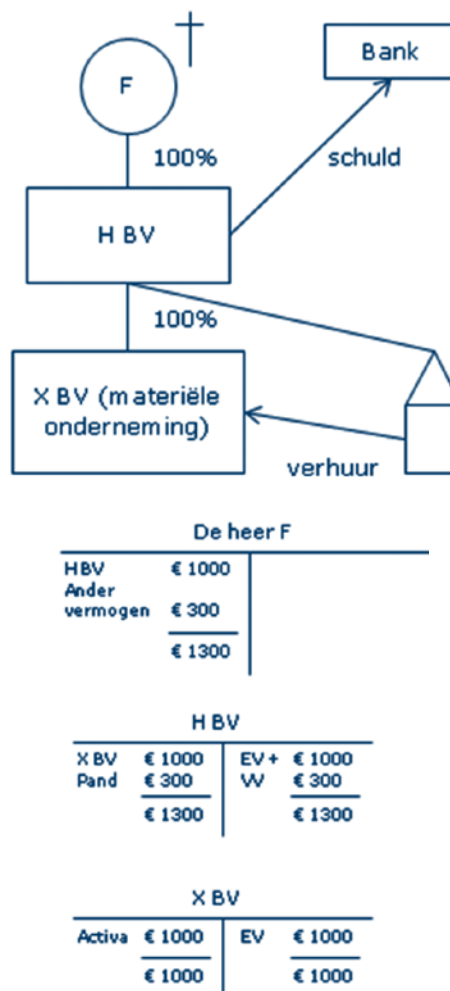 F
Bank
100%
schuld
H BV
100%
X BV (materiële
onderneming)
verhuur
De heer F
HBV € 1000
Ander
vermogen € 300
€ 1300
H BV
X BV € 1000 EV + € 1000
Pand € 300 VV € 300
€ 1300 € 1300
X BV
Activa € 1000 EV € 1000
€ 1000 € 1000